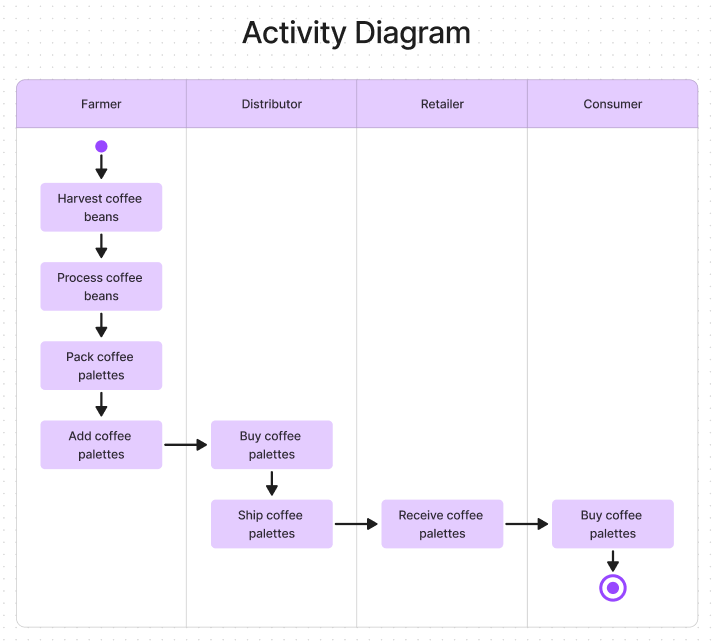 Activity Diagram
Farmer
Distributor
Retailer
Consumer
Harvest coffee
beans
Process coffee
beans
Pack coffee
palettes
Add coffee
palettes
Buy coffee
palettes
Ship coffee
palettes
Receive coffee
palettes
Buy coffee
palettes